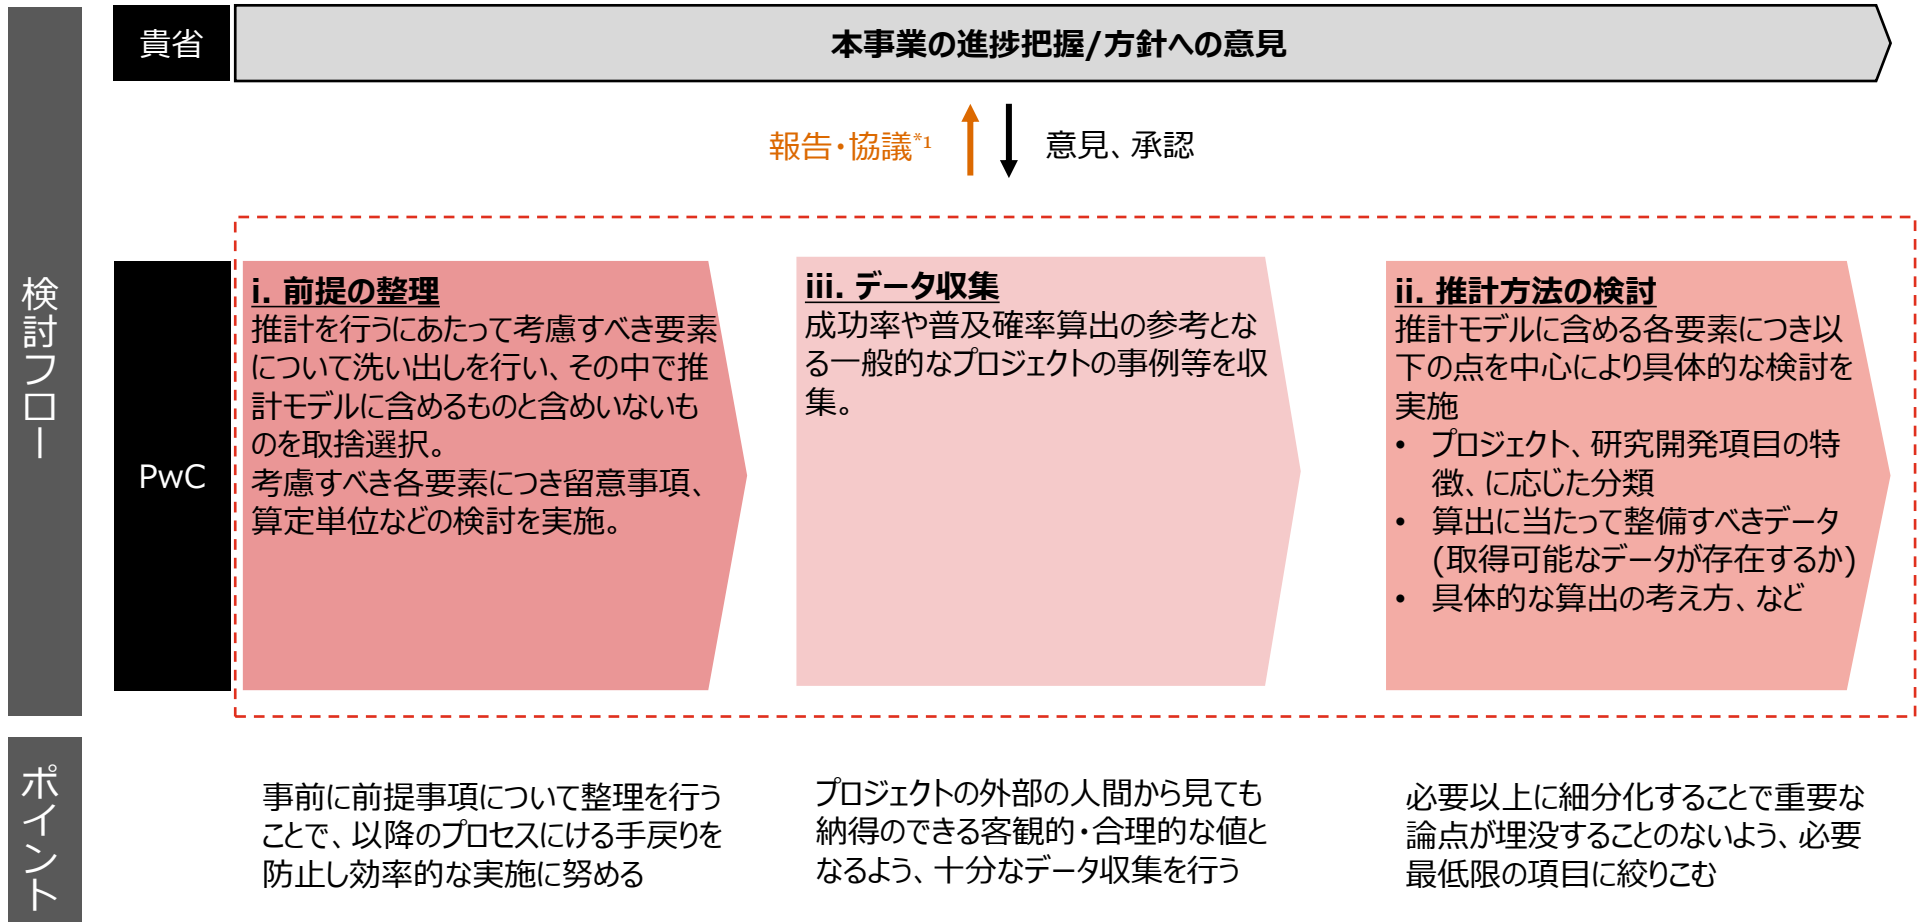 検討フロー
貴省
本事業の進捗把握/方針への意見
報告・協議*1
意見、承認
PwC
i. 前提の整理
推計を行うにあたって考慮すべき要素
について洗い出しを行い、その中で推
計モデルに含めるものと含めいないも
のを取捨選択。
考慮すべき各要素につき留意事項、
算定単位などの検討を実施。
iii. データ収集
成功率や普及確率算出の参考とな
る一般的なプロジェクトの事例等を収
集。
ii. 推計方法の検討
推計モデルに含める各要素につき以
下の点を中心により具体的な検討を
実施
• プロジェクト、研究開発項目の特
徴、に応じた分類
• 算出に当たって整備すべきデータ
(取得可能なデータが存在するか)
• 具体的な算出の考え方、など
ポイント
事前に前提事項について整理を行う
ことで、以降のプロセスにける手戻りを
防止し効率的な実施に努める
プロジェクトの外部の人間から見ても
納得のできる客観的・合理的な値と
なるよう、十分なデータ収集を行う
必要以上に細分化することで重要な
論点が埋没することのないよう、必要
最低限の項目に絞りこむ